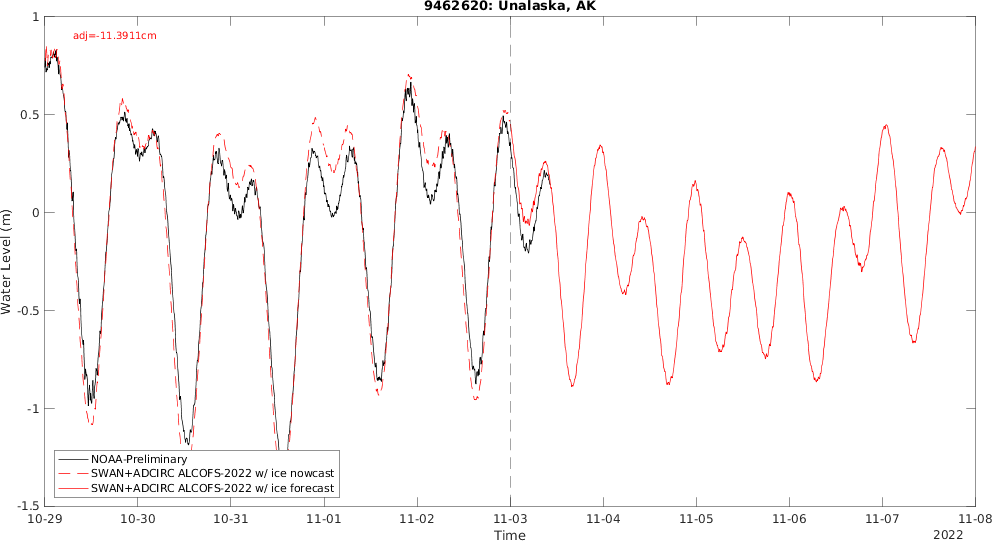 9462620: Unalaska, AK
adj=-11.3911cm
1
0.5
0
-0.5
-1
-1.5
Water Level (m)
NOAA-Preliminary
SWAN+ADCIRC ALCOFS-2022 w/ ice nowcast
SWAN+ADCIRC ALCOFS-2022 w/ ice forecast
10-29 10-30 10-31 11-01 11-02 11-03 11-04 11-05 11-06 11-07 11-08
Time
2022